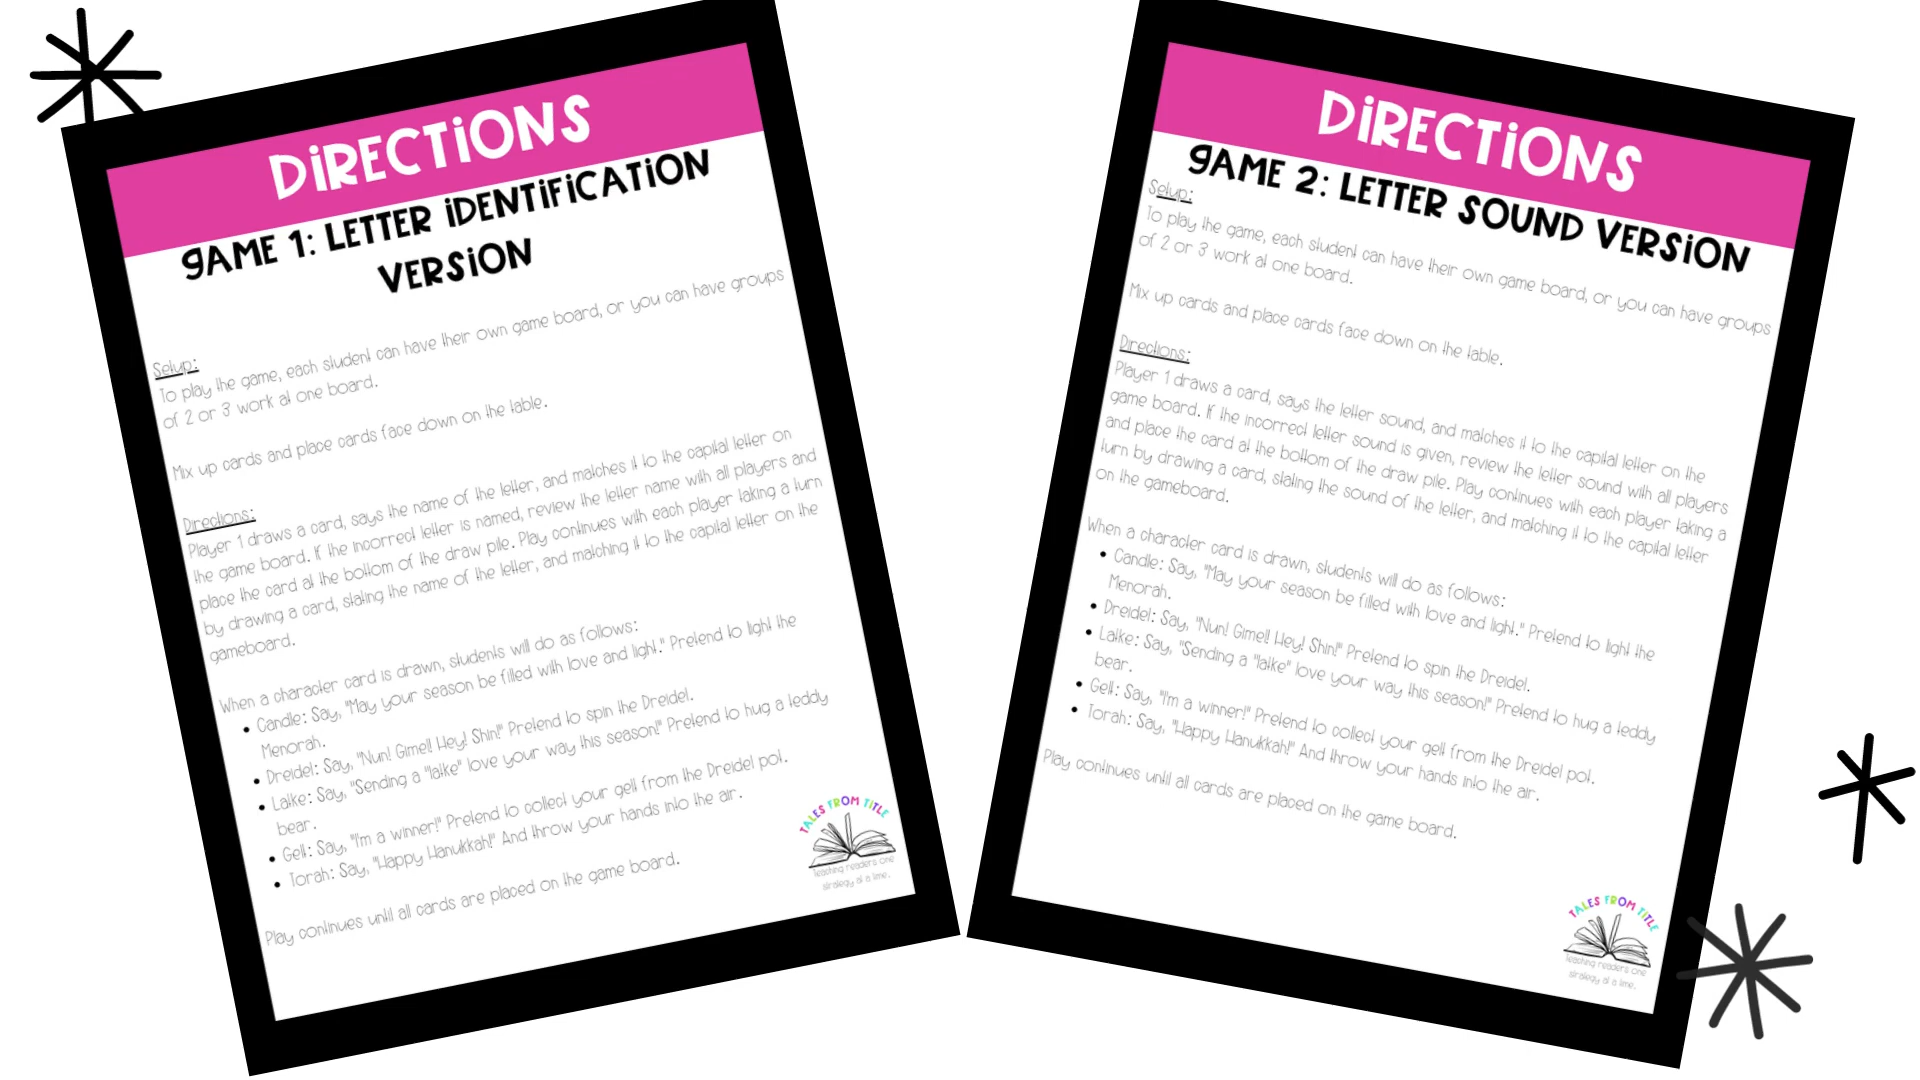 DIRECTIONS
GAME 1: LETTER IDENTIFICATION
VERSION
Setup:
To play the game, each student can have their own game board, or you can have groups
of 2 or 3 work at one board.
Mix up cards and place cards face down on the table.
Directions:
Player 1 draws a card, says the name of the letter, and matches it to the capital letter on
the game board. If the incorrect letter is named, review the letter name with all players and
place the card at the bottom of the draw pile. Play continues with each player taking a turn
by drawing a card, stating the name of the letter, and matching it to the capital letter on the
gameboard.
When a character card is drawn, students will do as follows:
• Candle: Say, "May your season be filled with love and light." Pretend to light the
Menorah.
• Dreidel: Say, "Nun! Gimel! Hey! Shin!" Pretend to spin the Dreidel.
• Latke: Say, "Sending a "latke" love your way this season!" Pretend to hug a teddy
bear.
• Gelt: Say, "I'm a winner!" Pretend to collect your gelt from the Dreidel pot.
• Torah: Say, "Happy Hanukkah!" And throw your hands into the air.
Play continues until all cards are placed on the game board.
TALES FROM TITLE
Teaching readers one
strategy at a time.
DIRECTIONS
GAME 2: LETTER SOUND VERSION
Setup:
To play the game, each student can have their own game board, or you can have groups
of 2 or 3 work at one board.
Mix up cards and place cards face down on the table.
Directions:
Player 1 draws a card, says the letter sound, and matches it to the capital letter on the
game board. If the incorrect letter sound is given, review the letter sound with all players
and place the card at the bottom of the draw pile. Play continues with each player taking a
turn by drawing a card, stating the sound of the letter, and matching it to the capital letter
on the gameboard.
When a character card is drawn, students will do as follows:
• Candle: Say, "May your season be filled with love and light." Pretend to light the
Menorah.
• Dreidel: Say, "Nun! Gimel! Hey! Shin!" Pretend to spin the Dreidel.
• Latke: Say, "Sending a "latke" love your way this season!" Pretend to hug a teddy
bear.
• Gelt: Say, "I'm a winner!" Pretend to collect your gelt from the Dreidel pot.
• Torah: Say, "Happy Hanukkah!" And throw your hands into the air.
Play continues until all cards are placed on the game board.
TALES FROM TITLE
Teaching readers one
strategy at a time.